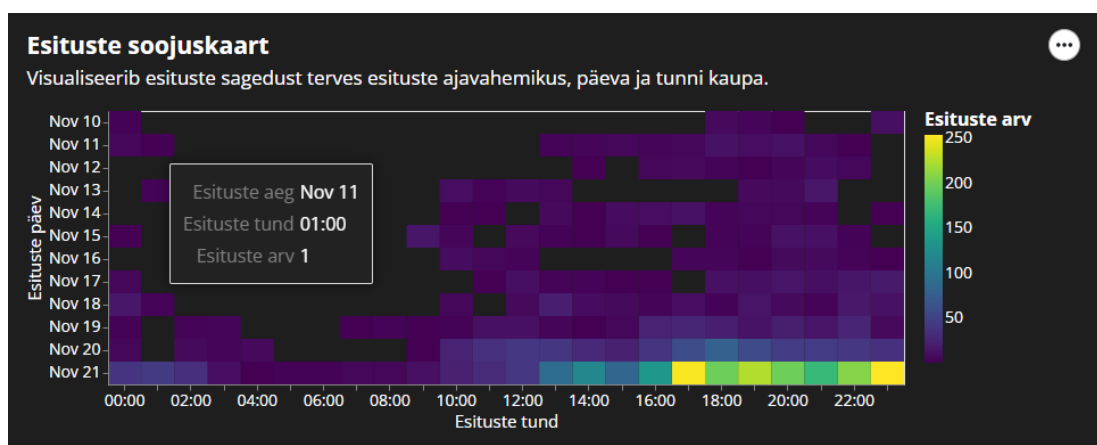 Esituste soojuskaart
Visualiseerib esituste sagedust terves esituste ajavahemikus, päeva ja tunni kaupa.
Esituste päev
Nov 10
Nov 11
Nov 12
Nov 13
Nov 14
Nov 15
Nov 16
Nov 17
Nov 18
Nov 19
Nov 20
Nov 21
Esituste aeg Nov 11
Esituste tund 01:00
Esituste arv 1
00:00 02:00 04:00 06:00 08:00 10:00 12:00 14:00 16:00 18:00 20:00 22:00
Esituste tund
Esituste arv
250
200
150
100
50